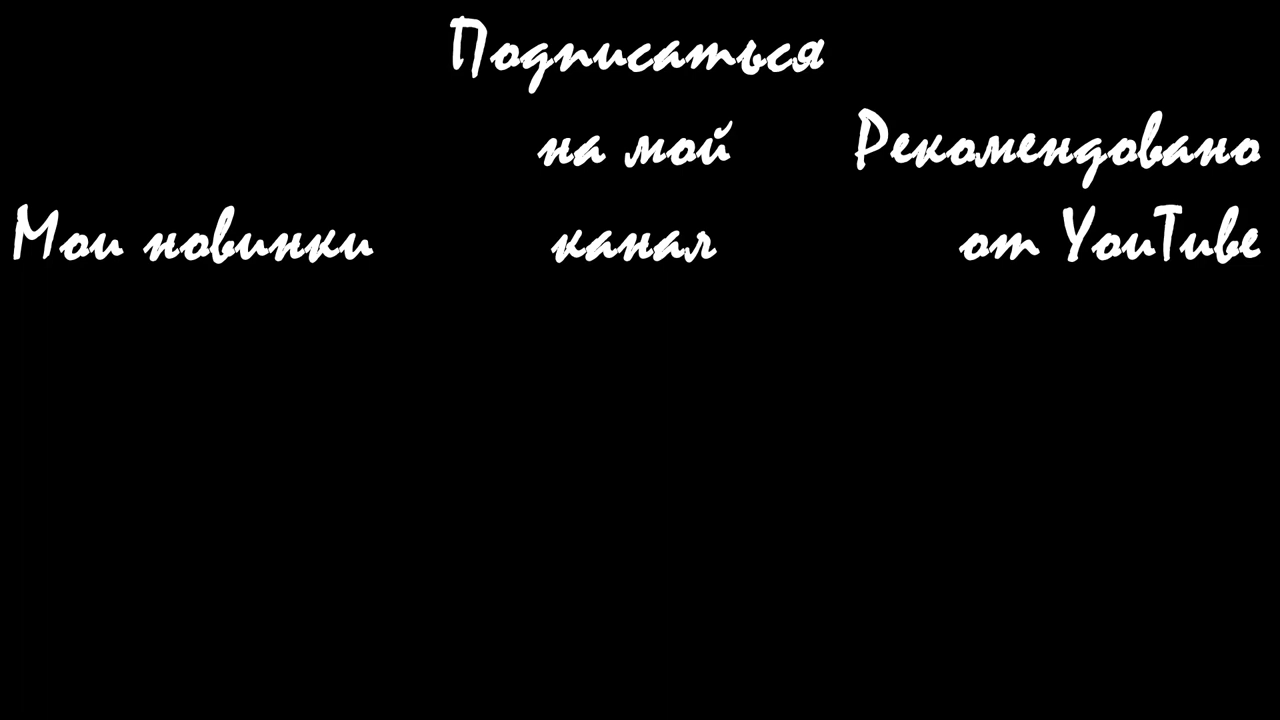 Подписаться
на мой
канал
Мои новинки
Рекомендовано
от YouTube